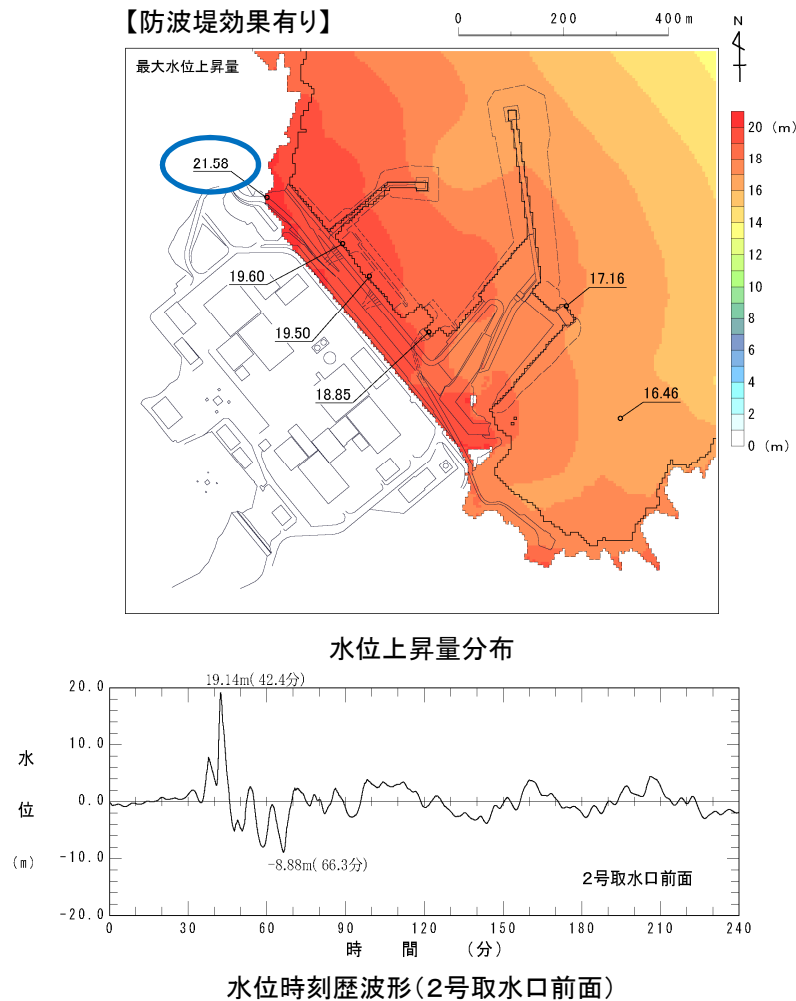 【防波堤効果有り】
0 200 400m
N
最大水位上昇量
21.58
19.60
19.50
18.85
17.16
16.46
20 (m)
18
16
14
12
10
8
6
4
2
0 (m)
水位上昇量分布
19.14m( 42.4分)
20.0
10.0
0.0
-10.0
-20.0
水
位
(m)
-8.88m( 66.3分)
2号取水口前面
0 30 60 90 120 150 180 210 240
時 間 (分)
水位時刻歴波形(2号取水口前面)